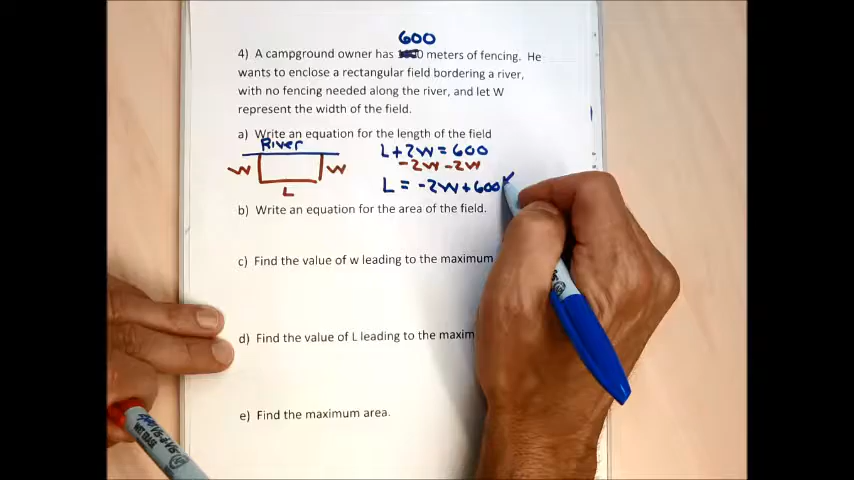 600
4) A campground owner has 0 meters of fencing. He
wants to enclose a rectangular field bordering a river,
with no fencing needed along the river, and let W
represent the width of the field.
a) Write an equation for the length of the field
River
L+2W=600
W W -2W -2W
L
L = -2W+600
b) Write an equation for the area of the field.
c) Find the value of w leading to the maximum
d) Find the value of L leading to the maxim
e) Find the maximum area.